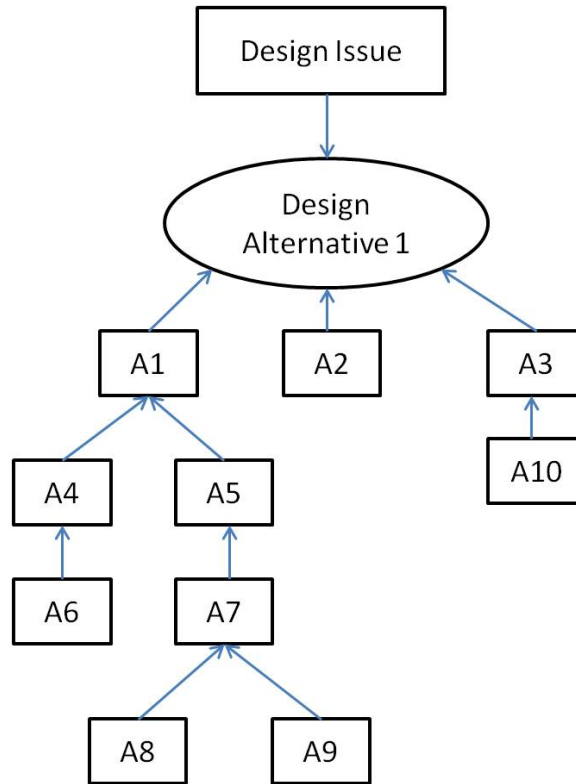 Design Issue
Design
Alternative 1
A1
A2
A3
A4
A5
A10
A6
A7
A8
A9